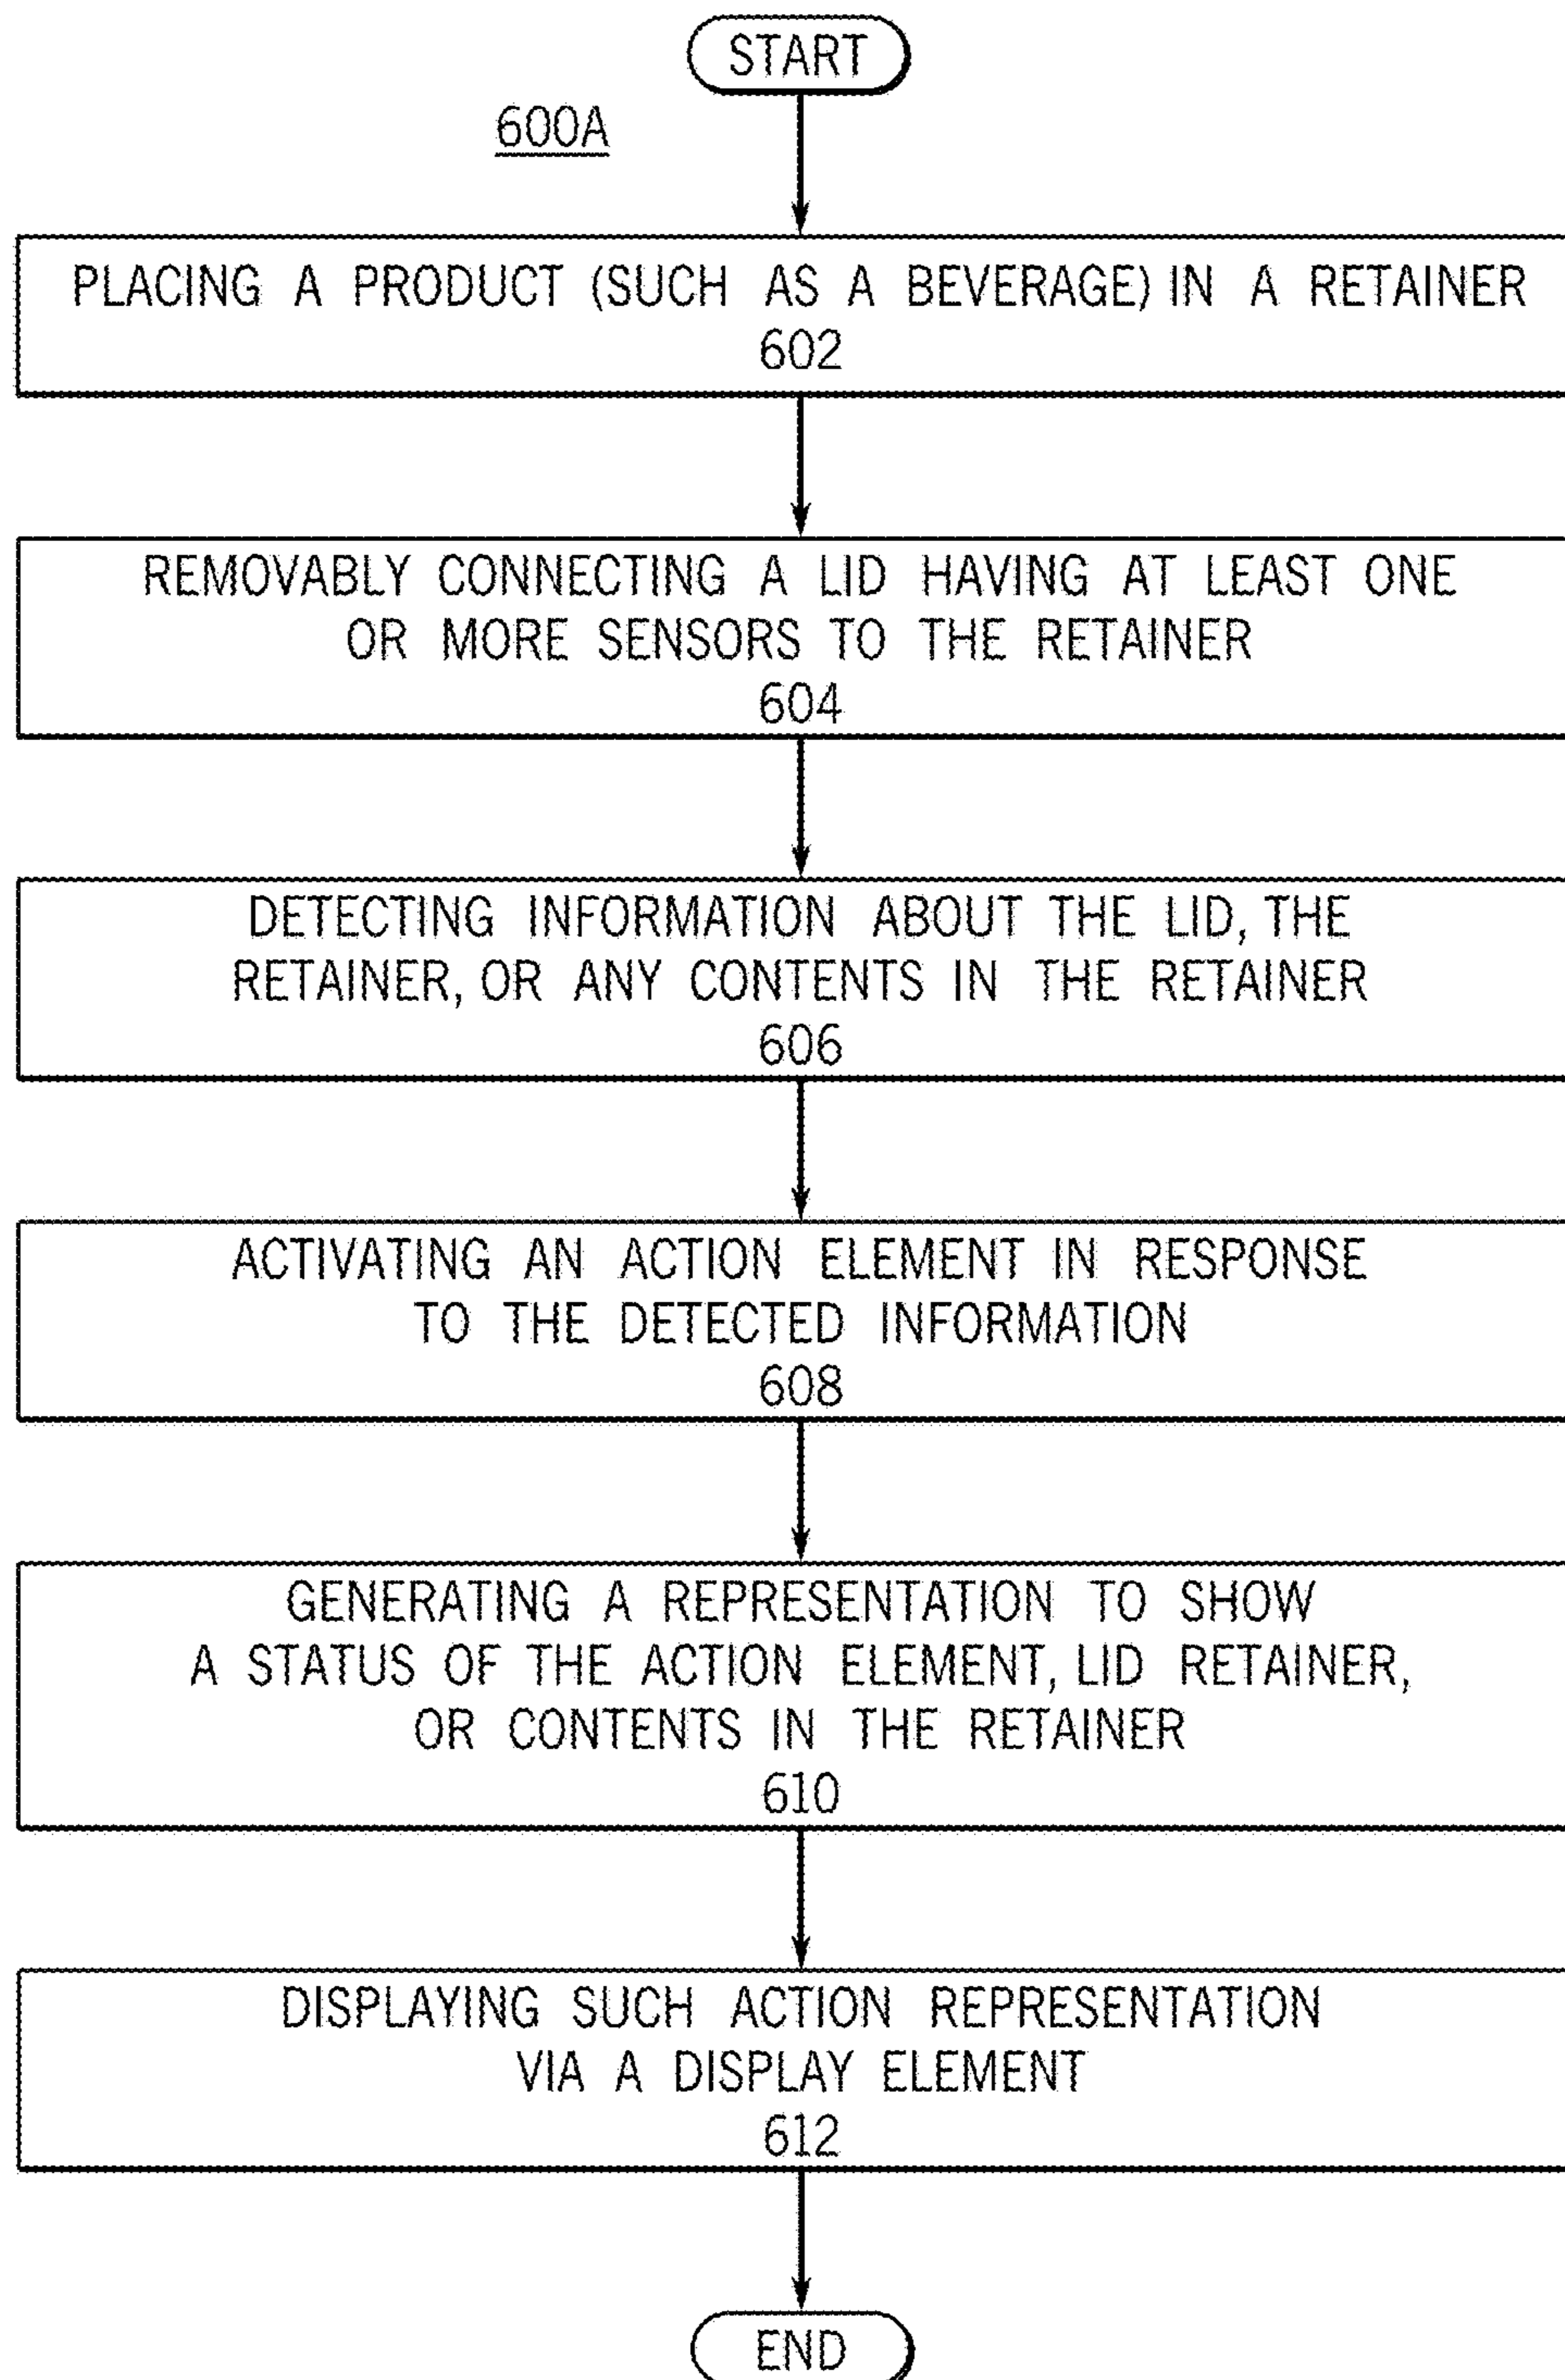 START
600A
PLACING A PRODUCT (SUCH AS A BEVERAGE) IN A RETAINER
602
REMOVABLY CONNECTING A LID HAVING AT LEAST ONE
OR MORE SENSORS TO THE RETAINER
604
DETECTING INFORMATION ABOUT THE LID, THE
RETAINER, OR ANY CONTENTS IN THE RETAINER
606
ACTIVATING AN ACTION ELEMENT IN RESPONSE
TO THE DETECTED INFORMATION
608
GENERATING A REPRESENTATION TO SHOW
A STATUS OF THE ACTION ELEMENT, LID RETAINER,
OR CONTENTS IN THE RETAINER
610
DISPLAYING SUCH ACTION REPRESENTATION
VIA A DISPLAY ELEMENT
612
END